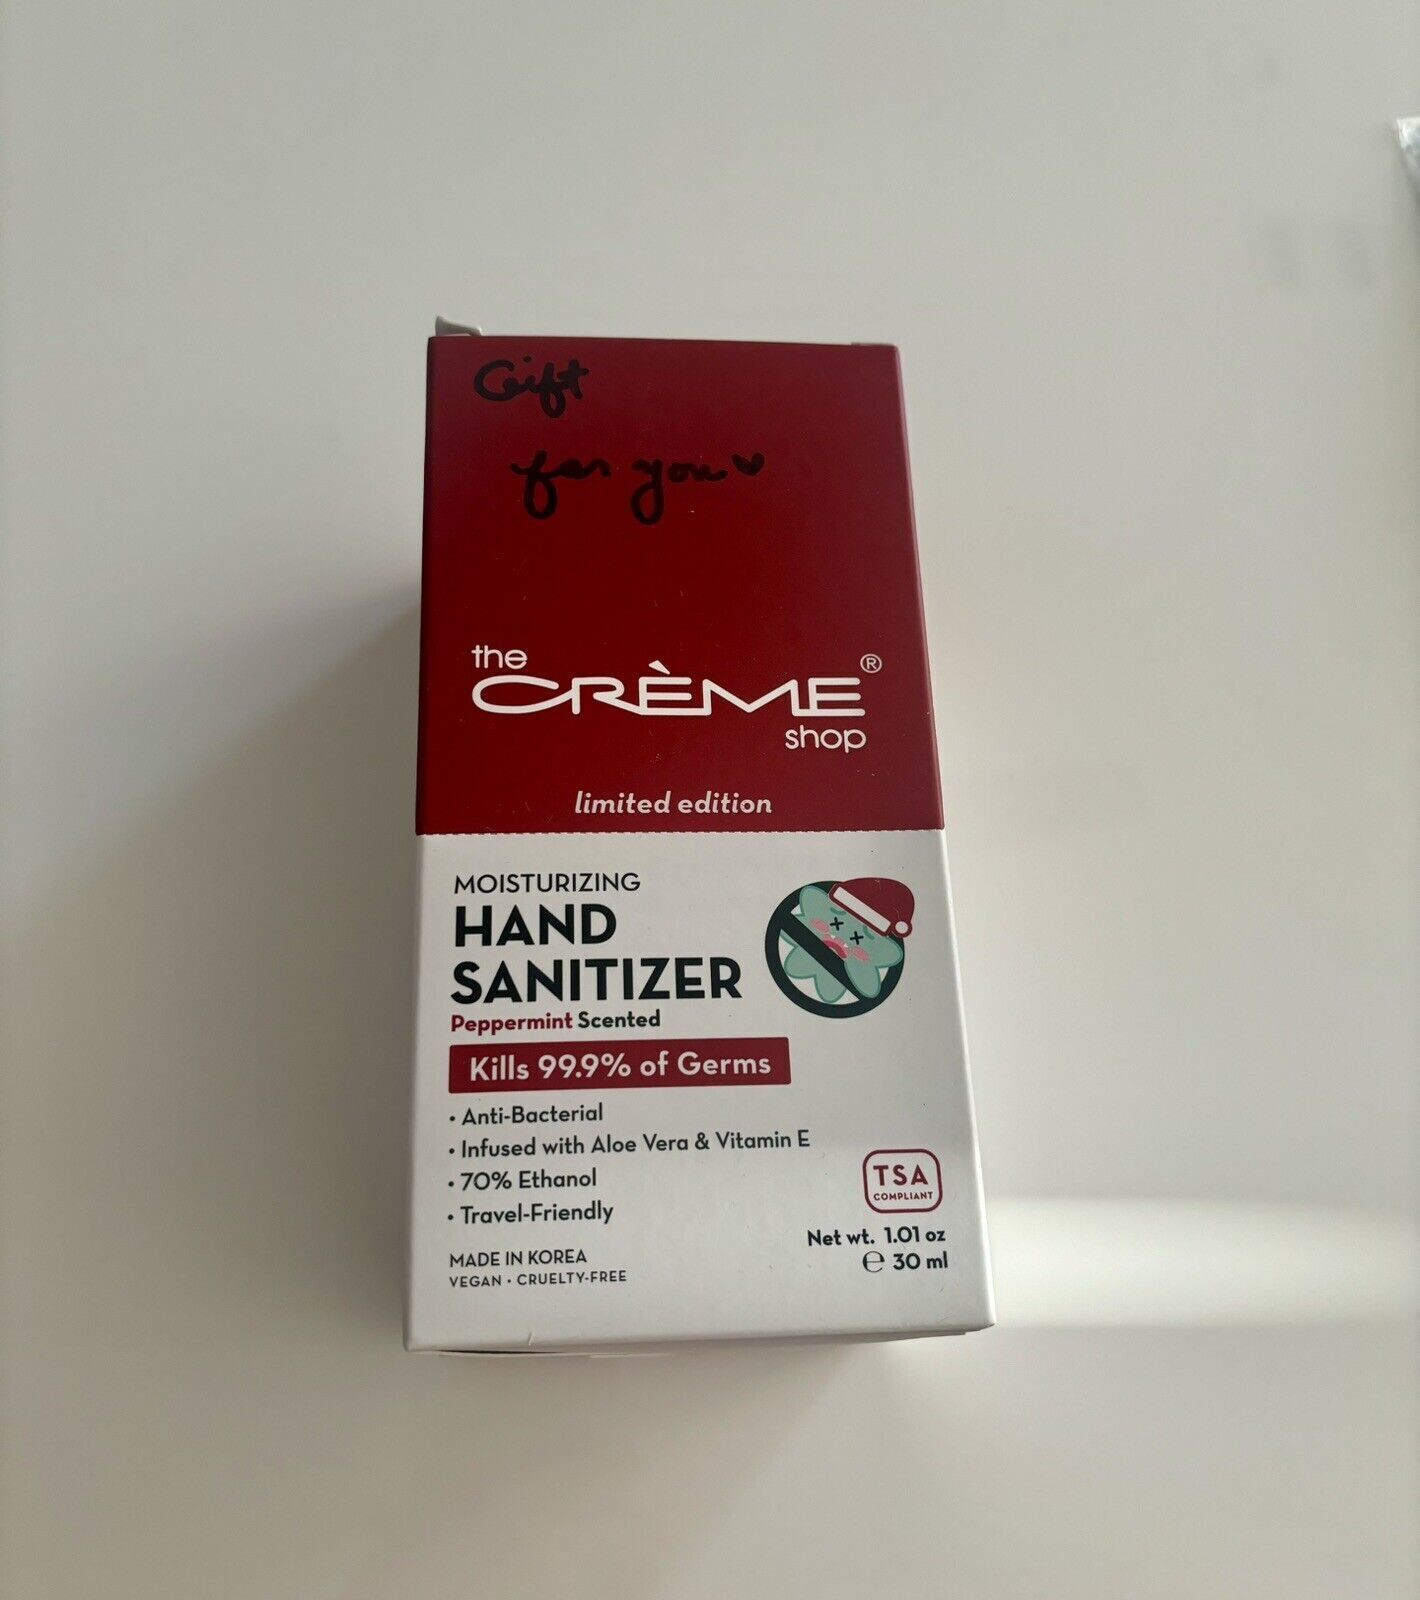 Gift
for you ♥
the
CRÈME®
shop
limited edition
MOISTURIZING
HAND
SANITIZER
Peppermint Scented
Kills 99.9% of Germs
• Anti-Bacterial
• Infused with Aloe Vera & Vitamin E
• 70% Ethanol
• Travel-Friendly
MADE IN KOREA
VEGAN • CRUELTY-FREE
TSA
COMPLIANT
Net wt. 1.01 oz
℮ 30 ml